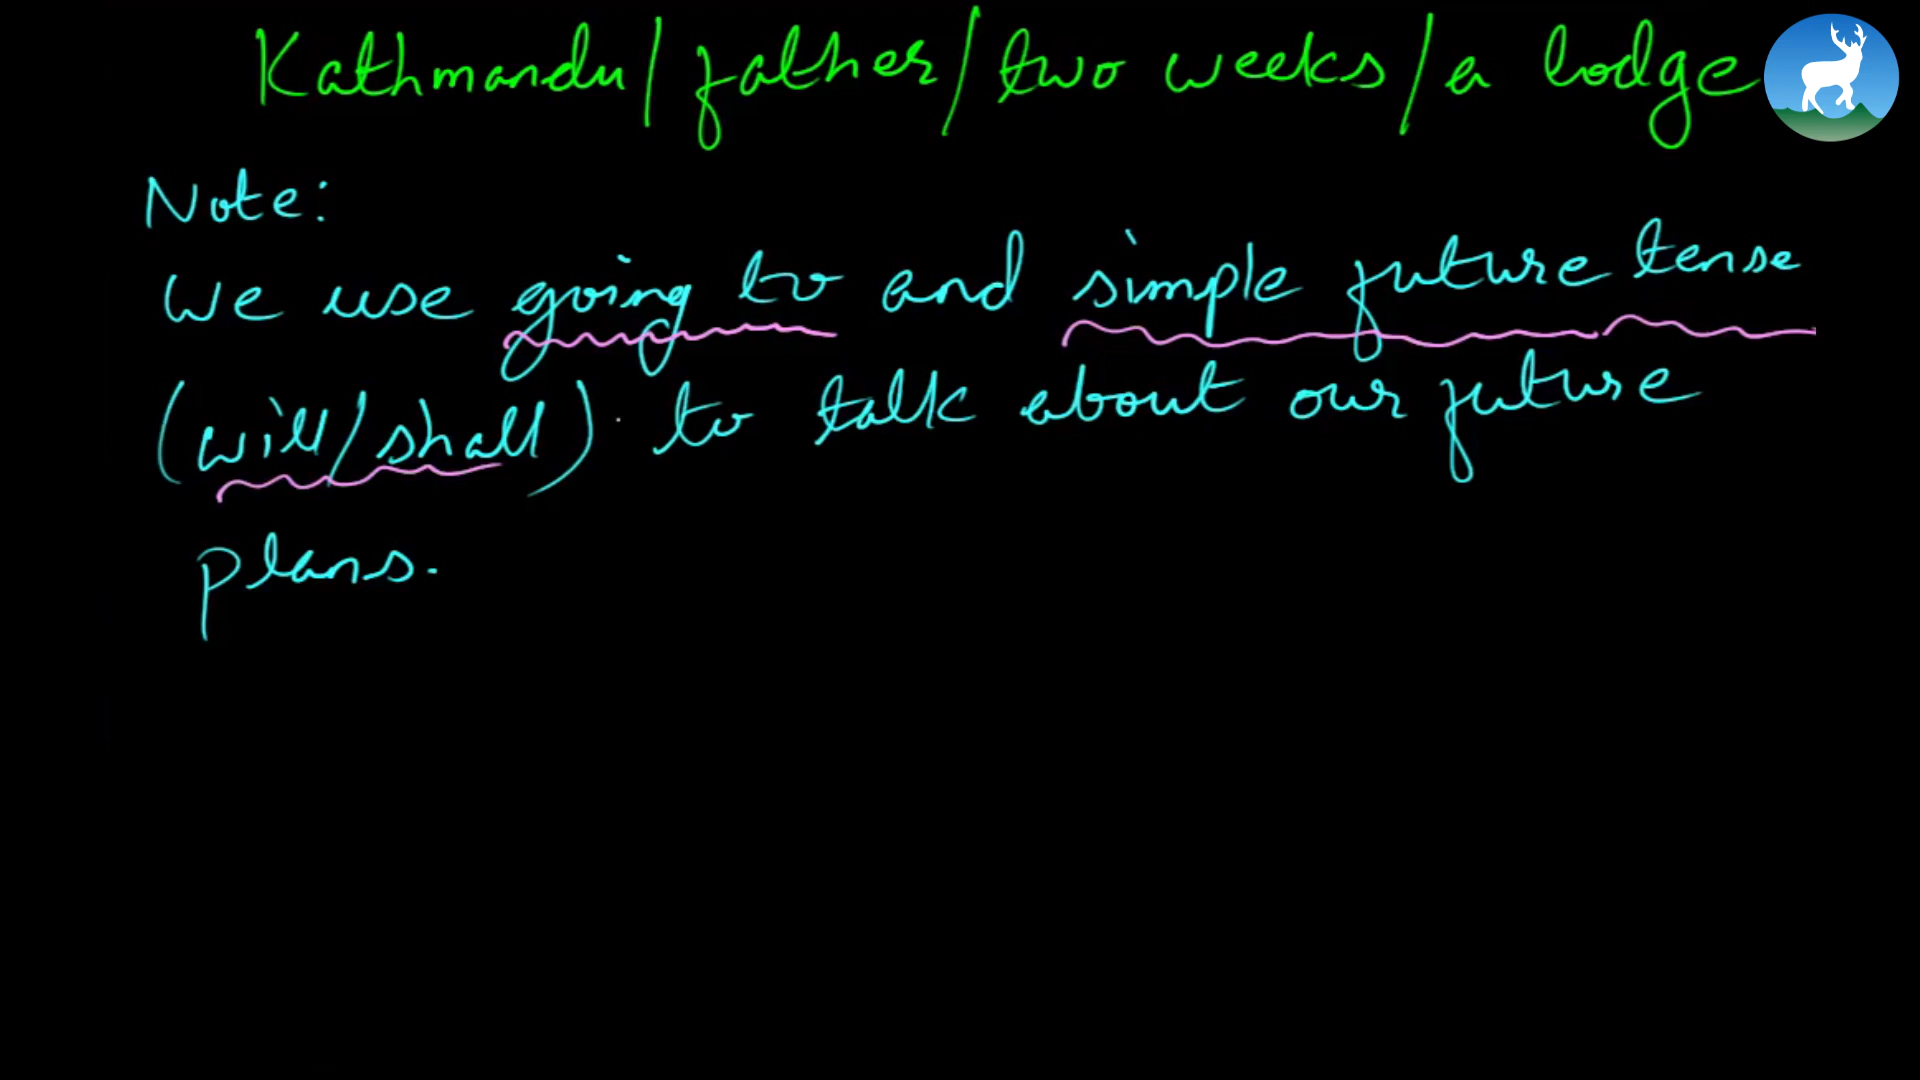 Kathmandu/father/two weeks/a lodge
Note:
We use going to and simple future tense
(will/shall) to talk about our future
plans.